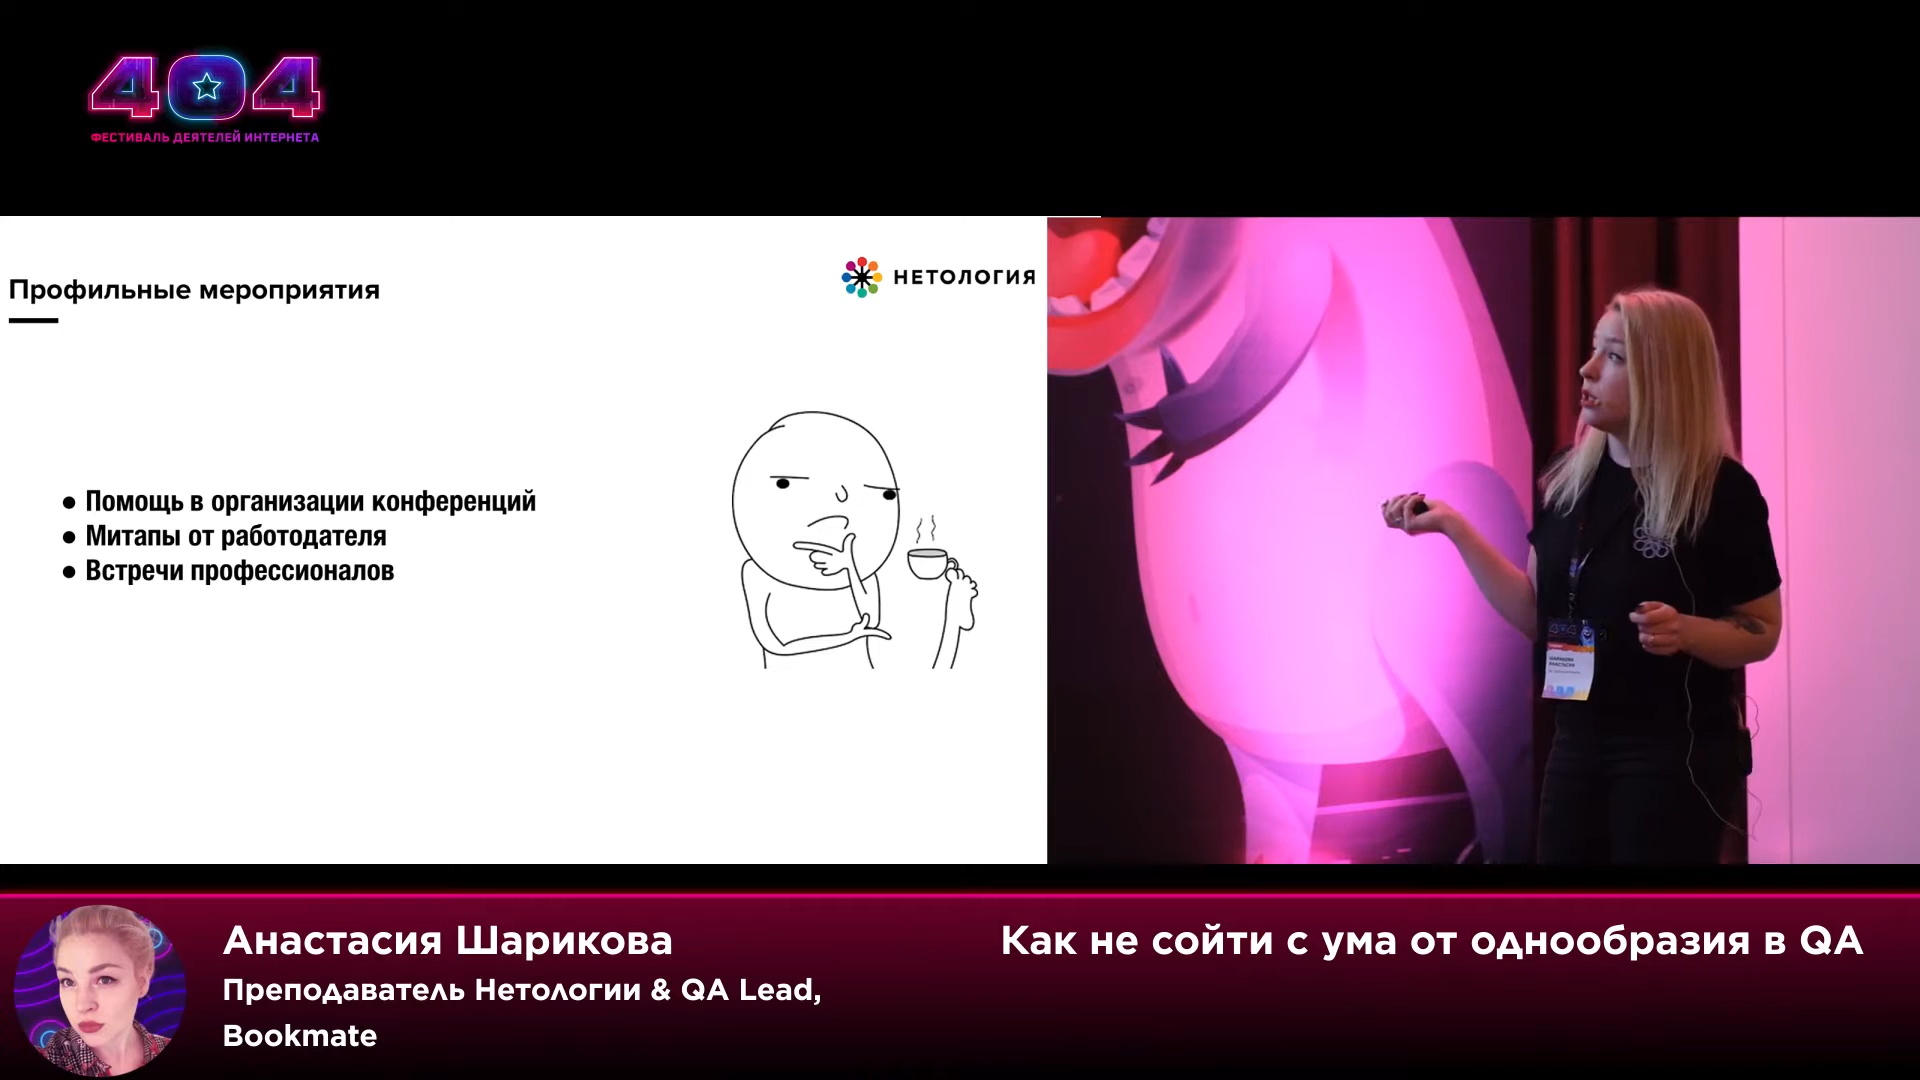 404
ФЕСТИВАЛЬ ДЕЯТЕЛЕЙ ИНТЕРНЕТА
Профильные мероприятия
НЕТОЛОГИЯ
● Помощь в организации конференций
● Митапы от работодателя
● Встречи профессионалов
Анастасия Шарикова
Преподаватель Нетологии & QA Lead,
Bookmate
Как не сойти с ума от однообразия в QA